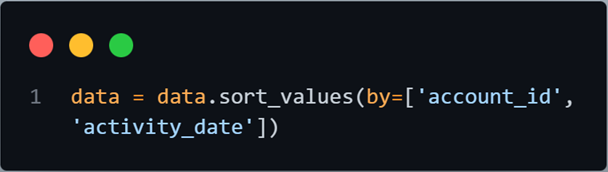 1 data = data.sort_values(by=['account_id',
'activity_date'])